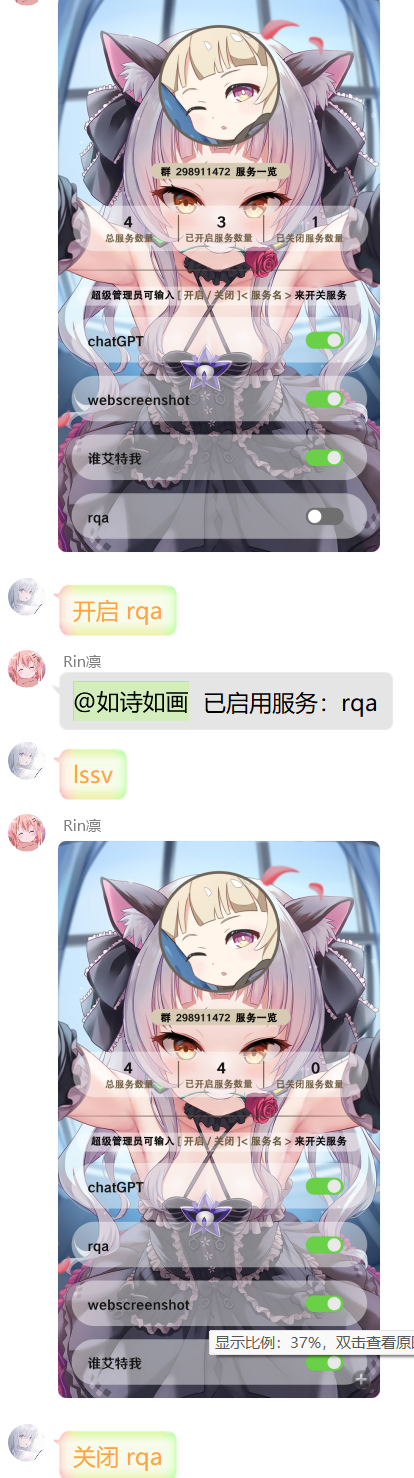 群 298911472 服务一览
4 3 1
总服务数量 已开启服务数量 已关闭服务数量
超级管理员可输入 [ 开启 / 关闭 ]< 服务名 > 来开关服务
chatGPT
webscreenshot
谁艾特我
rqa
开启 rqa
Rin凛
@如诗如画 已启用服务：rqa
lssv
Rin凛
群 298911472 服务一览
4 4 0
总服务数量 已开启服务数量 已关闭服务数量
超级管理员可输入 [ 开启 / 关闭 ]< 服务名 > 来开关服务
chatGPT
rqa
webscreenshot
显示比例：37%，双击查看原
谁艾特我
关闭 rqa